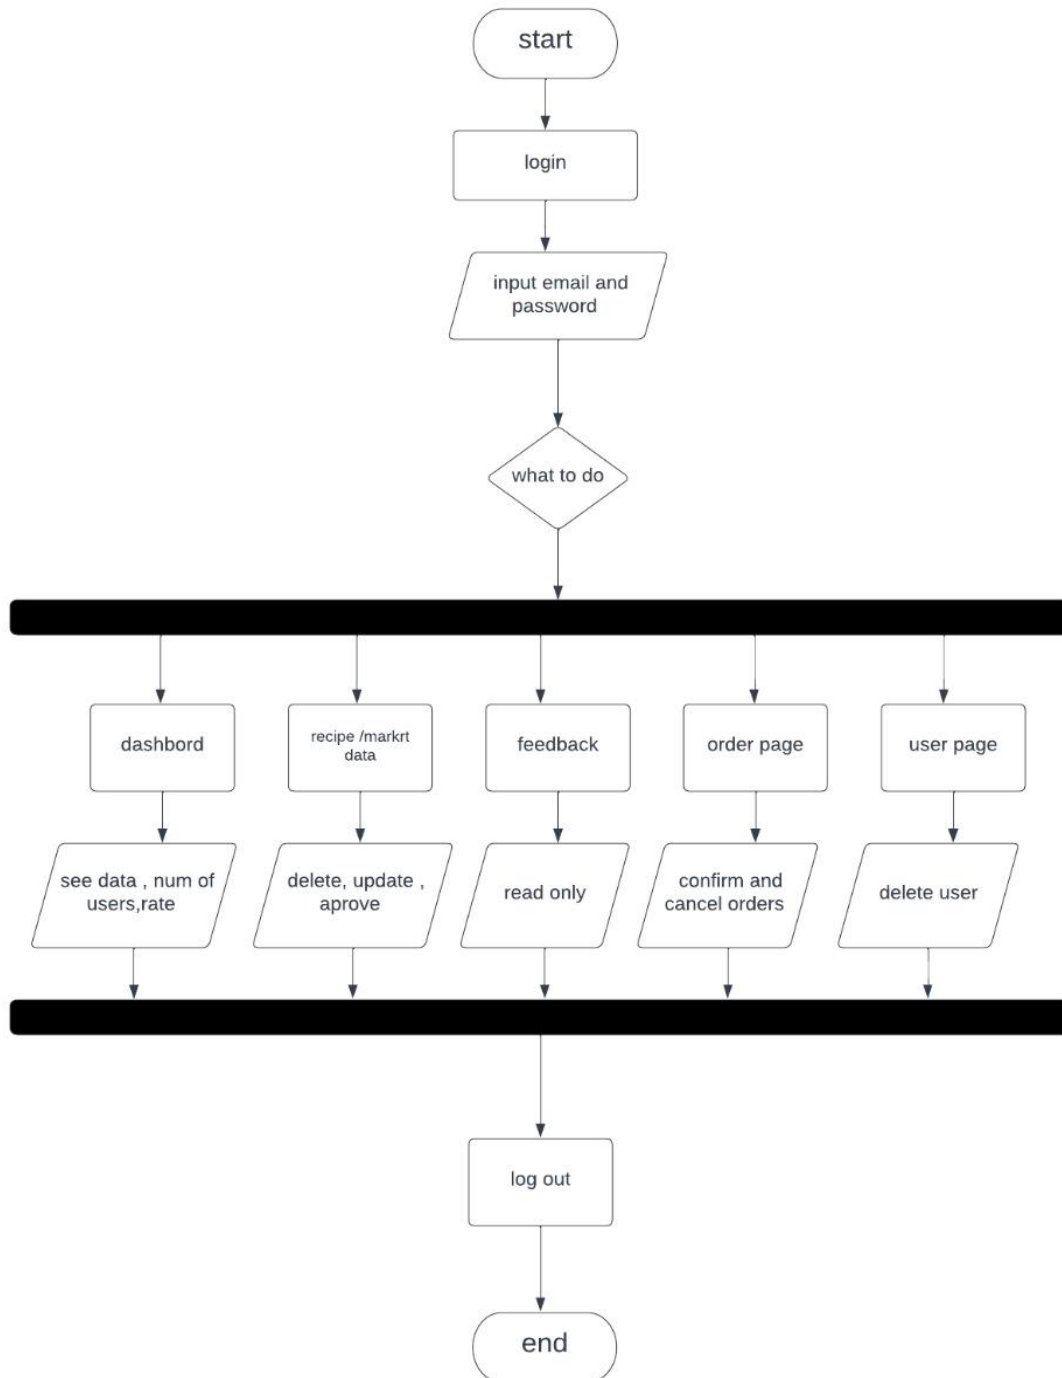 start
login
input email and
password
what to do
dashbord
recipe /markrt
data
feedback
order page
user page
see data , num of
users,rate
delete, update ,
aprove
read only
confirm and
cancel orders
delete user
log out
end